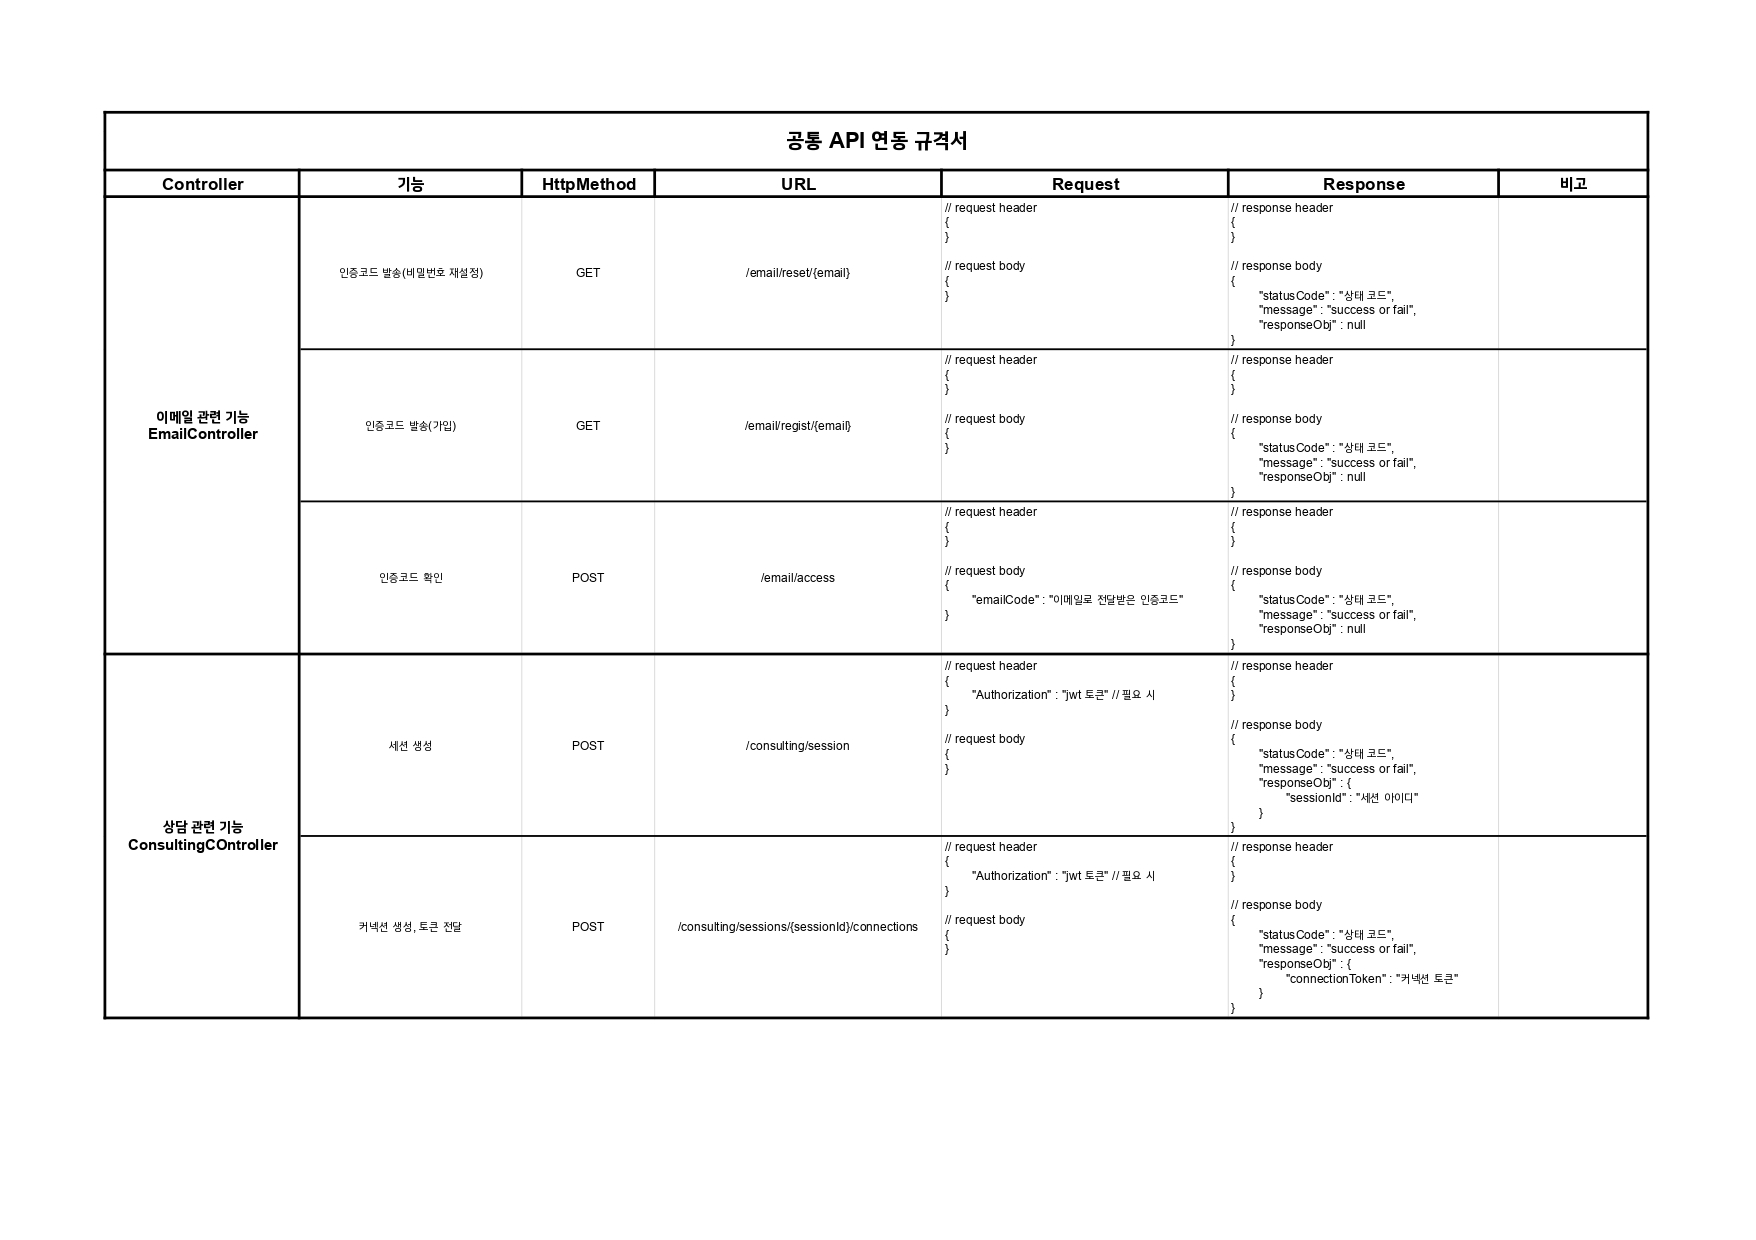 공통 API 연동 규격서
Controller 기능 HttpMethod URL Request Response 비고
이메일 관련 기능
EmailController
인증코드 발송(비밀번호 재설정)
GET
/email/reset/{email}
// request header
{
}

// request body
{
}
// response header
{
}

// response body
{
"statusCode" : "상태 코드",
"message" : "success or fail",
"responseObj" : null
}
인증코드 발송(가입)
GET
/email/regist/{email}
// request header
{
}

// request body
{
}
// response header
{
}

// response body
{
"statusCode" : "상태 코드",
"message" : "success or fail",
"responseObj" : null
}
인증코드 확인
POST
/email/access
// request header
{
}

// request body
{
"emailCode" : "이메일로 전달받은 인증코드"
}
// response header
{
}

// response body
{
"statusCode" : "상태 코드",
"message" : "success or fail",
"responseObj" : null
}
상담 관련 기능
ConsultingCOntroller
세션 생성
POST
/consulting/session
// request header
{
"Authorization" : "jwt 토큰" // 필요 시
}

// request body
{
}
// response header
{
}

// response body
{
"statusCode" : "상태 코드",
"message" : "success or fail",
"responseObj" : {
"sessionId" : "세션 아이디"
}
}
커넥션 생성, 토큰 전달
POST
/consulting/sessions/{sessionId}/connections
// request header
{
"Authorization" : "jwt 토큰" // 필요 시
}

// request body
{
}
// response header
{
}

// response body
{
"statusCode" : "상태 코드",
"message" : "success or fail",
"responseObj" : {
"connectionToken" : "커넥션 토큰"
}
}